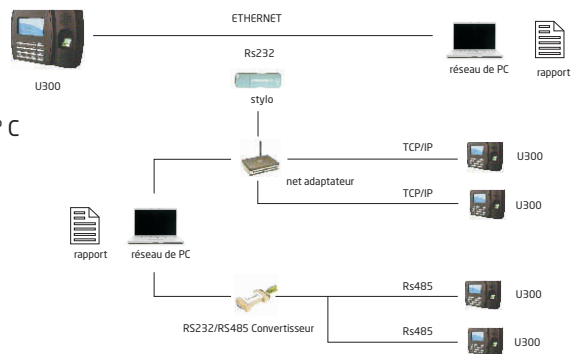 ETHERNET
Rs232
U300
réseau de PC
rapport
stylo
° C
TCP/IP
U300
net adaptateur
TCP/IP
U300
rapport
réseau de PC
Rs485
U300
RS232/RS485 Convertisseur
Rs485
U300